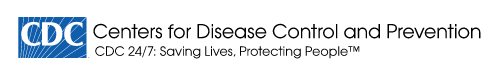 CDC Centers for Disease Control and Prevention
CDC 24/7: Saving Lives, Protecting People™